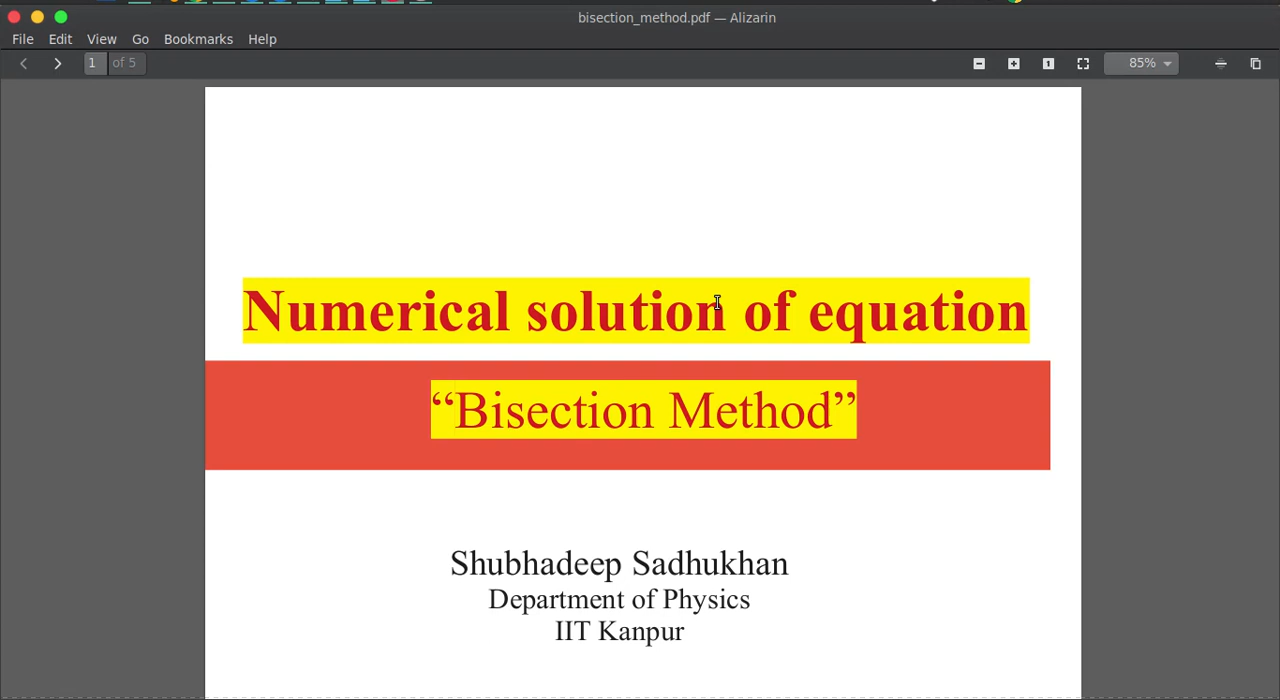 bisection_method.pdf — Alizarin
File Edit View Go Bookmarks Help
1 of 5 1 85%
Numerical solution of equation
“Bisection Method”
Shubhadeep Sadhukhan
Department of Physics
IIT Kanpur